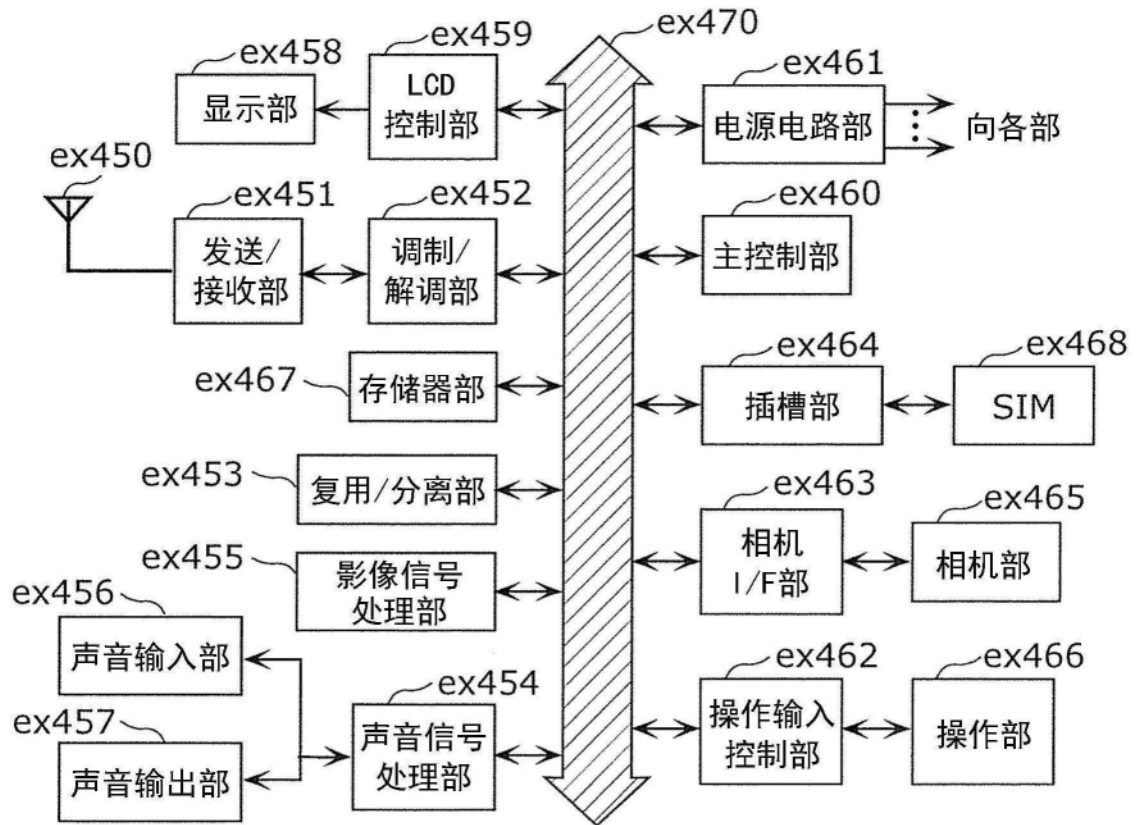 ex470
ex459
ex458
LCD
控制部
显示部
ex461
电源电路部
向各部
ex450
ex451
ex452
发送/
接收部
调制/
解调部
ex460
主控制部
ex467
存储器部
ex464
插槽部
ex468
SIM
ex453
复用/分离部
ex455
影像信号
处理部
ex463
相机
I/F部
ex465
相机部
ex456
声音输入部
ex457
声音输出部
ex454
声音信号
处理部
ex462
操作输入
控制部
ex466
操作部